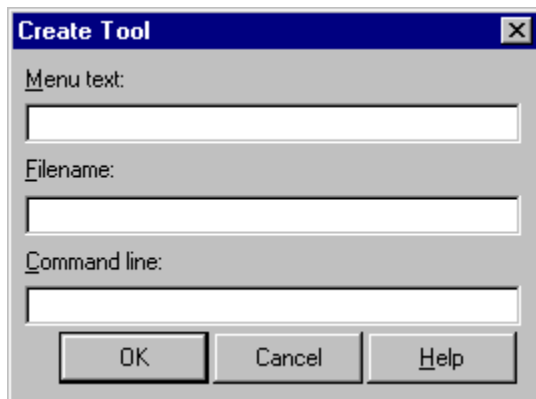 Create Tool
Menu text:
Filename:
Command line:
OK Cancel Help